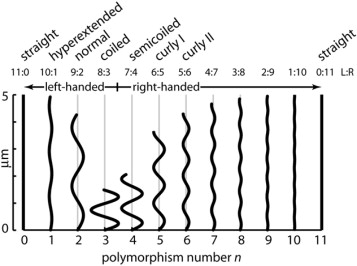 straight hyperextended normal coiled semicoiled curly I curly II straight
11:0 10:1 9:2 8:3 7:4 6:5 5:6 4:7 3:8 2:9 1:10 0:11 L:R
left-handed right-handed
5
μm
0
0 1 2 3 4 5 6 7 8 9 10 11
polymorphism number n